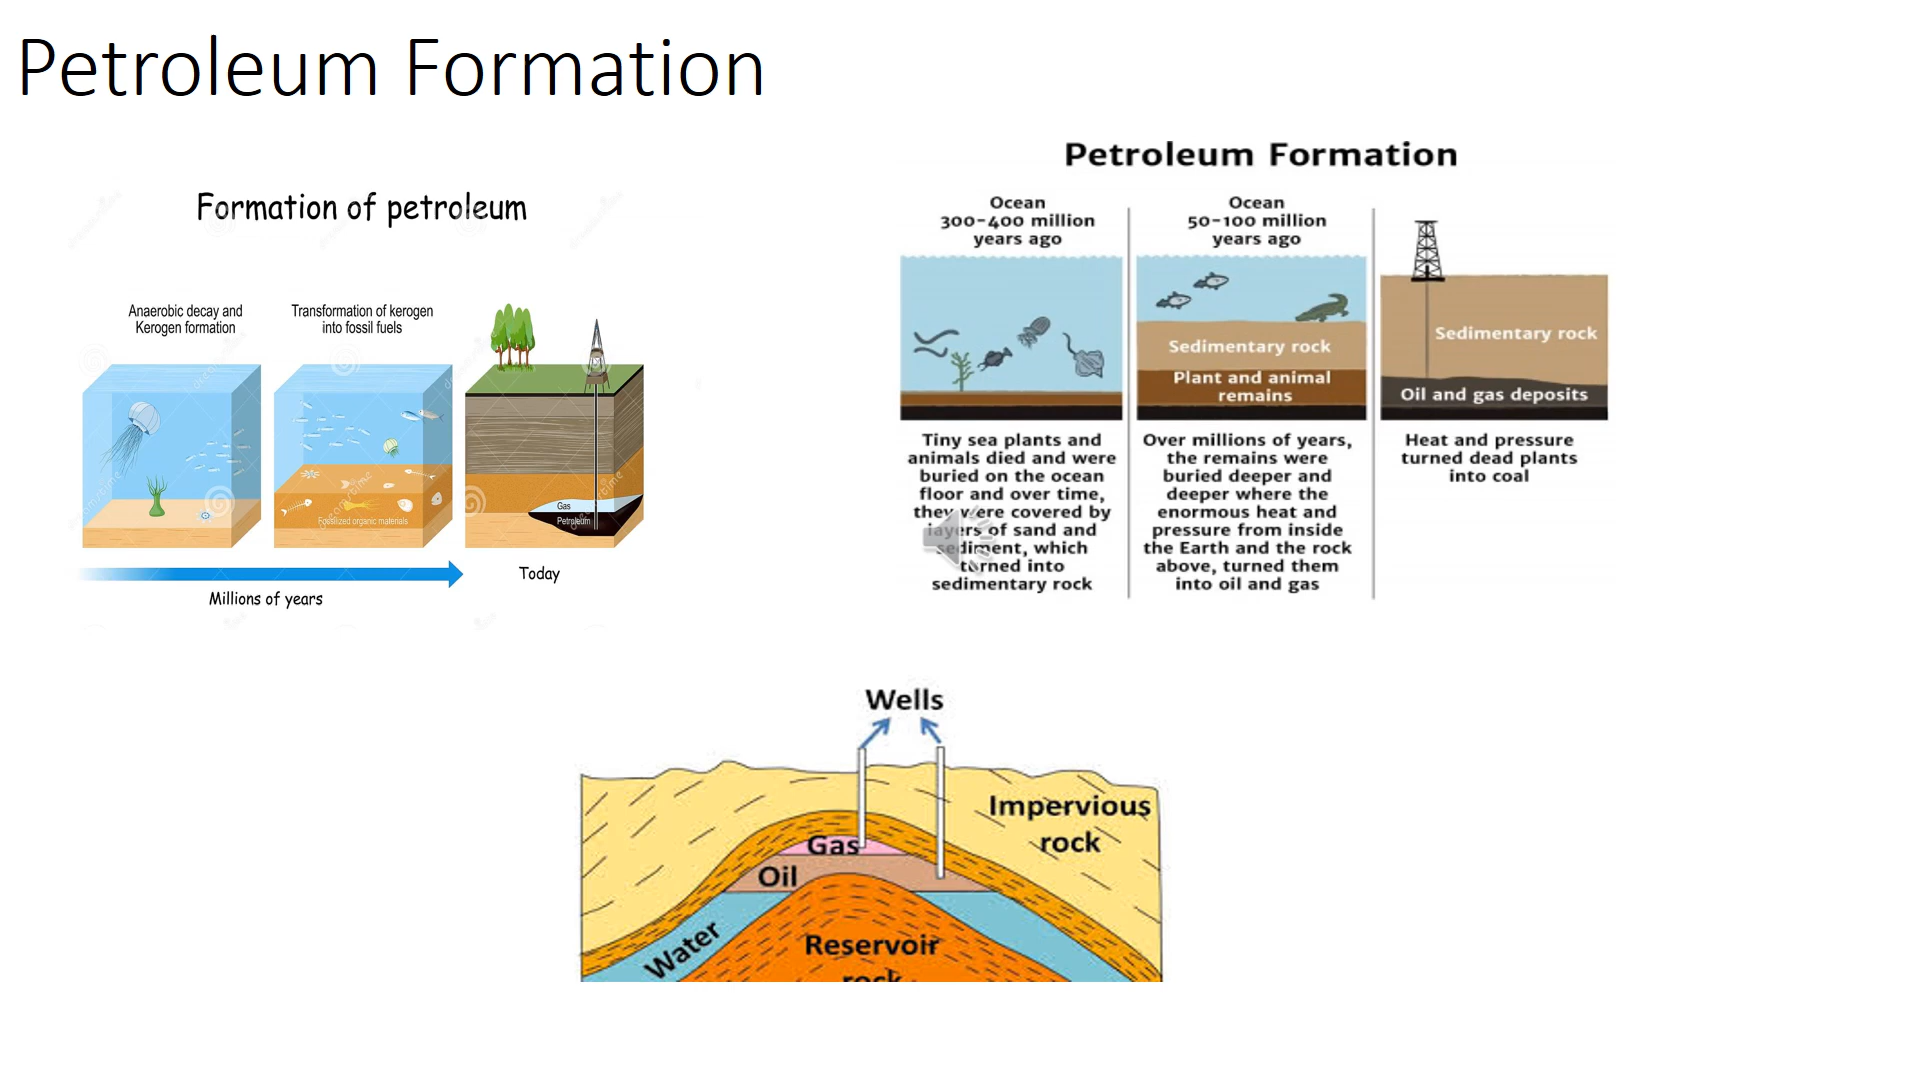 Petroleum Formation
Formation of petroleum
Anaerobic decay and
Kerogen formation
Transformation of kerogen
into fossil fuels
Fossilized organic materials
Gas
Petroleum
Millions of years
Today
Petroleum Formation
Ocean
300-400 million
years ago
Tiny sea plants and
animals died and were
buried on the ocean
floor and over time,
they were covered by
layers of sand and
sediment, which
turned into
sedimentary rock
Ocean
50-100 million
years ago
Sedimentary rock
Plant and animal
remains
Over millions of years,
the remains were
buried deeper and
deeper where the
enormous heat and
pressure from inside
the Earth and the rock
above, turned them
into oil and gas
Sedimentary rock
Oil and gas deposits
Heat and pressure
turned dead plants
into coal
Wells
Impervious
rock
Gas
Oil
Water
Reservoir
rock